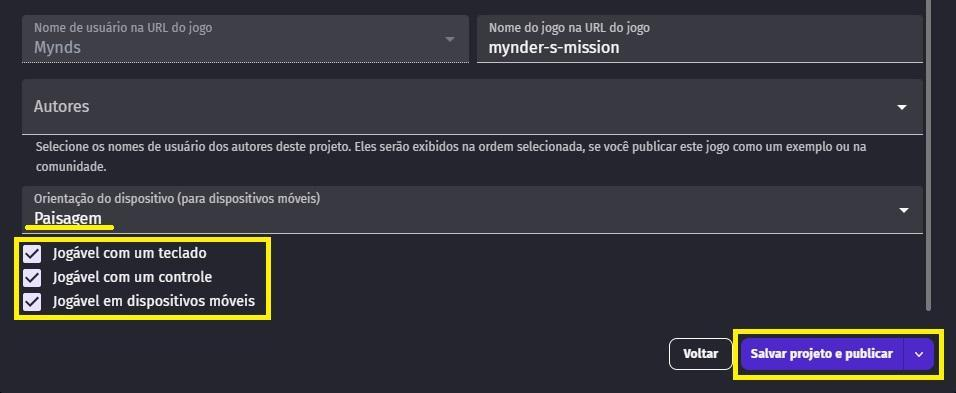 Nome de usuário na URL do jogo
Mynds
Nome do jogo na URL do jogo
mynder-s-mission
Autores
Selecione os nomes de usuário dos autores deste projeto. Eles serão exibidos na ordem selecionada, se você publicar este jogo como um exemplo ou na
comunidade.
Orientação do dispositivo (para dispositivos móveis)
Paisagem
Jogável com um teclado
Jogável com um controle
Jogável em dispositivos móveis
Voltar
Salvar projeto e publicar